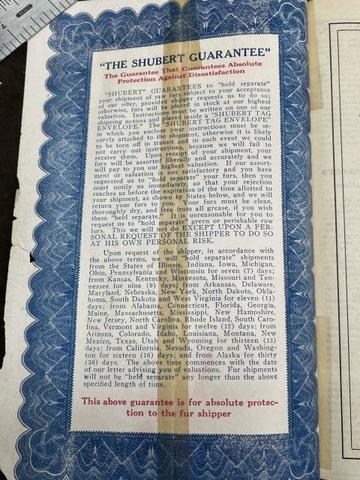 "THE SHUBERT GUARANTEE"
The Guarantee That Guarantees Absolute
Protection Against Dissatisfaction
"SHUBERT" GUARANTEES to "hold separate"
your shipment of raw furs subject to your acceptance
of our offer, provided shipper requests us to do so;
otherwise, furs will be placed in stock at our highest
valuation. Instructions must be written on one of our
shipping notices and placed inside a "SHUBERT TAG
ENVELOPE." The "SHUBERT TAG ENVELOPE"
in which you enclose your instructions must be se-
curely attached to the shipment, otherwise it is likely
to be torn off in transit and in such event we could
not carry out instructions, because we will fail to
receive them. Upon receipt of your shipment, your
furs will be assorted liberally and accurately and we
will pay to you our highest valuation. If our assort-
ment or valuation is not satisfactory and you have
requested us to "hold separate" your furs, then you
must notify us immediately, so that your rejection
reaches us before the expiration of the time allotted to
your shipment, as shown by States below, and we will
return your furs to you. Your furs must be clean,
thoroughly dry, and free from all grease, if you wish
them "held separate." It is unreasonable for you to
request us to "hold separate" green or perishable raw
furs. This we will not do EXCEPT UPON A PER-
SONAL REQUEST OF THE SHIPPER TO DO SO
AT HIS OWN PERSONAL RISK.
Upon request of the shipper, in accordance with
the above terms, we will "hold separate" shipments
from the States of Illinois, Indiana, Iowa, Michigan,
Ohio, Pennsylvania and Wisconsin for seven (7) days;
from Kansas, Kentucky, Minnesota, Missouri and Ten-
nessee for nine (9) days; from Arkansas, Delaware,
Maryland, Nebraska, New York, North Dakota, Okla-
homa, South Dakota and West Virginia for eleven (11)
days; from Alabama, Connecticut, Florida, Georgia,
Maine, Massachusetts, Mississippi, New Hampshire,
New Jersey, North Carolina, Rhode Island, South Caro-
lina, Vermont and Virginia for twelve (12) days; from
Arizona, Colorado, Idaho, Louisiana, Montana, New
Mexico, Texas, Utah and Wyoming for thirteen (13)
days; from California, Nevada, Oregon and Washing-
ton for sixteen (16) days; and from Alaska for thirty
(30) days. The above time commences with the date
of our letter advising you of valuations. Fur shipments
will not be "held separate" any longer than the above
specified length of time.
This above guarantee is for absolute protec-
tion to the fur shipper